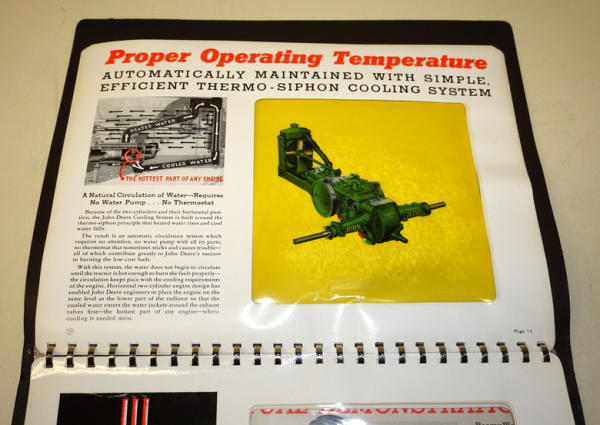 Proper Operating Temperature
AUTOMATICALLY MAINTAINED WITH SIMPLE,
EFFICIENT THERMO-SIPHON COOLING SYSTEM
JOHN DEERE
HEATED WATER
COOLED WATER
THE HOTTEST PART OF ANY ENGINE
A Natural Circulation of Water—Requires
No Water Pump . . . No Thermostat
Because of the two cylinders and their horizontal posi-
tion, the John Deere Cooling System is built around the
thermo-siphon principle that heated water rises and cool
water falls.
The result is an automatic circulation system which
requires no attention, no water pump with all its parts,
no thermostat that sometimes sticks and causes trouble—
all of which contribute greatly to John Deere's success
in burning the low-cost fuels.
With this system, the water does not begin to circulate
until the tractor is hot enough to burn the fuels properly—
the circulation keeps pace with the cooling requirements
of the engine. Horizontal two-cylinder engine design has
enabled John Deere engineers to place the engine on the
same level as the lower part of the radiator so that the
cooled water enters the water jackets around the exhaust
valves first—the hottest part of any engine—where
cooling is needed most.
Page 14